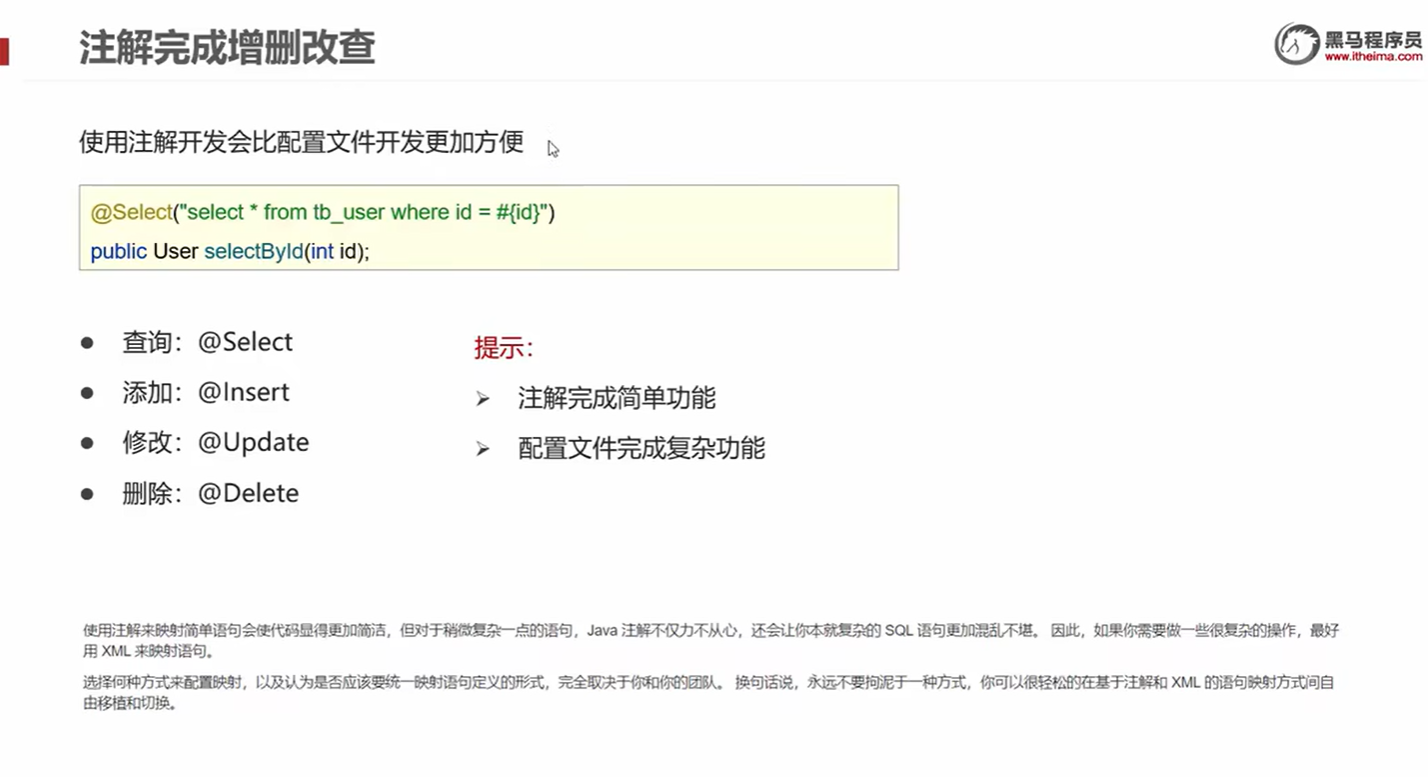 注解完成增删改查
黑马程序员
www.itheima.com
使用注解开发会比配置文件开发更加方便
@Select("select * from tb_user where id = #{id}")
public User selectById(int id);
● 查询：@Select
● 添加：@Insert
● 修改：@Update
● 删除：@Delete
提示：
➢ 注解完成简单功能
➢ 配置文件完成复杂功能
使用注解来映射简单语句会使代码显得更加简洁，但对于稍微复杂一点的语句，Java 注解不仅力不从心，还会让你本就复杂的 SQL 语句更加混乱不堪。 因此，如果你需要做一些很复杂的操作，最好
用 XML 来映射语句。
选择何种方式来配置映射，以及认为是否应该要统一映射语句定义的形式，完全取决于你和你的团队。 换句话说，永远不要拘泥于一种方式，你可以很轻松的在基于注解和 XML 的语句映射方式间自
由移植和切换。